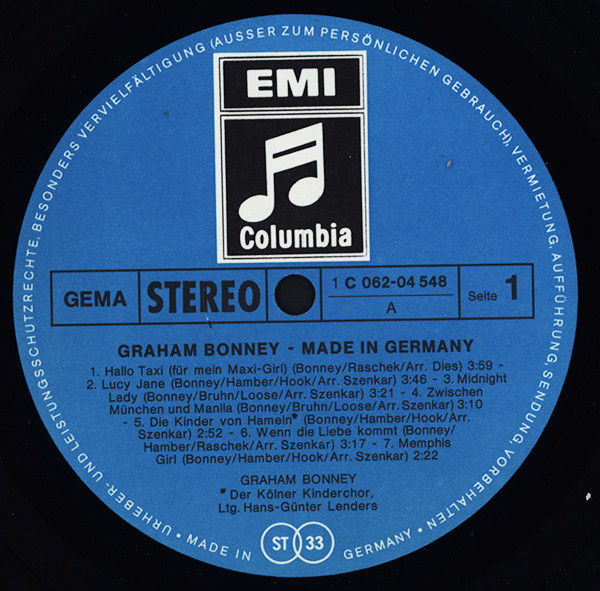 URHEBER- UND LEISTUNGSSCHUTZRECHTE, BESONDERS VERVIELFÄLTIGUNG (AUSSER ZUM PERSÖNLICHEN GEBRAUCH), VERMIETUNG, AUFFÜHRUNG, SENDUNG, VORBEHALTEN •
EMI
Columbia
GEMA
STEREO
1 C 062-04 548
A
Seite 1
GRAHAM BONNEY - MADE IN GERMANY
1. Hallo Taxi (für mein Maxi-Girl) (Bonney/Raschek/Arr. Dies) 3:59 -
2. Lucy Jane (Bonney/Hamber/Hook/Arr. Szenkar) 3:46 - 3. Midnight
Lady (Bonney/Bruhn/Loose/Arr. Szenkar) 3:21 - 4. Zwischen
München und Manila (Bonney/Bruhn/Loose/Arr. Szenkar) 3:10
- 5. Die Kinder von Hameln* (Bonney/Hamber/Hook/Arr.
Szenkar) 2:52 - 6. Wenn die Liebe kommt (Bonney/
Hamber/Raschek/Arr. Szenkar) 3:17 - 7. Memphis
Girl (Bonney/Hamber/Hook/Arr. Szenkar) 2:22
GRAHAM BONNEY
* Der Kölner Kinderchor,
Ltg. Hans-Günter Lenders
• MADE IN GERMANY •
ST 33